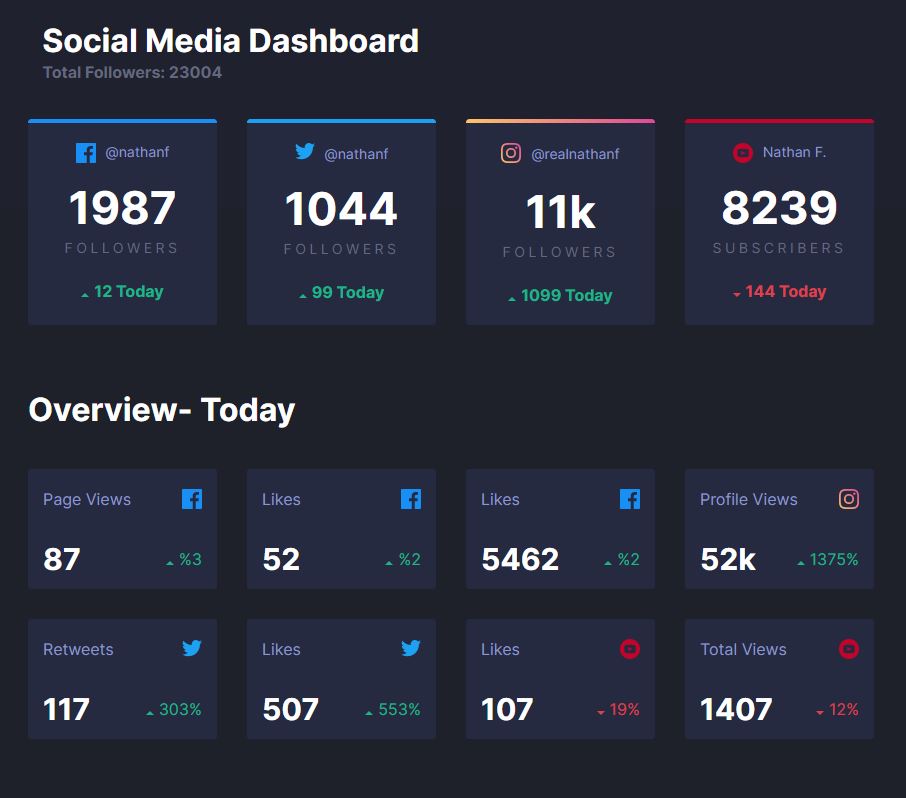 Social Media Dashboard
Total Followers: 23004
@nathanf
1987
FOLLOWERS
12 Today
@nathanf
1044
FOLLOWERS
99 Today
@realnathanf
11k
FOLLOWERS
1099 Today
Nathan F.
8239
SUBSCRIBERS
144 Today
Overview- Today
Page Views
87
%3
Likes
52
%2
Likes
5462
%2
Profile Views
52k
1375%
Retweets
117
303%
Likes
507
553%
Likes
107
19%
Total Views
1407
12%